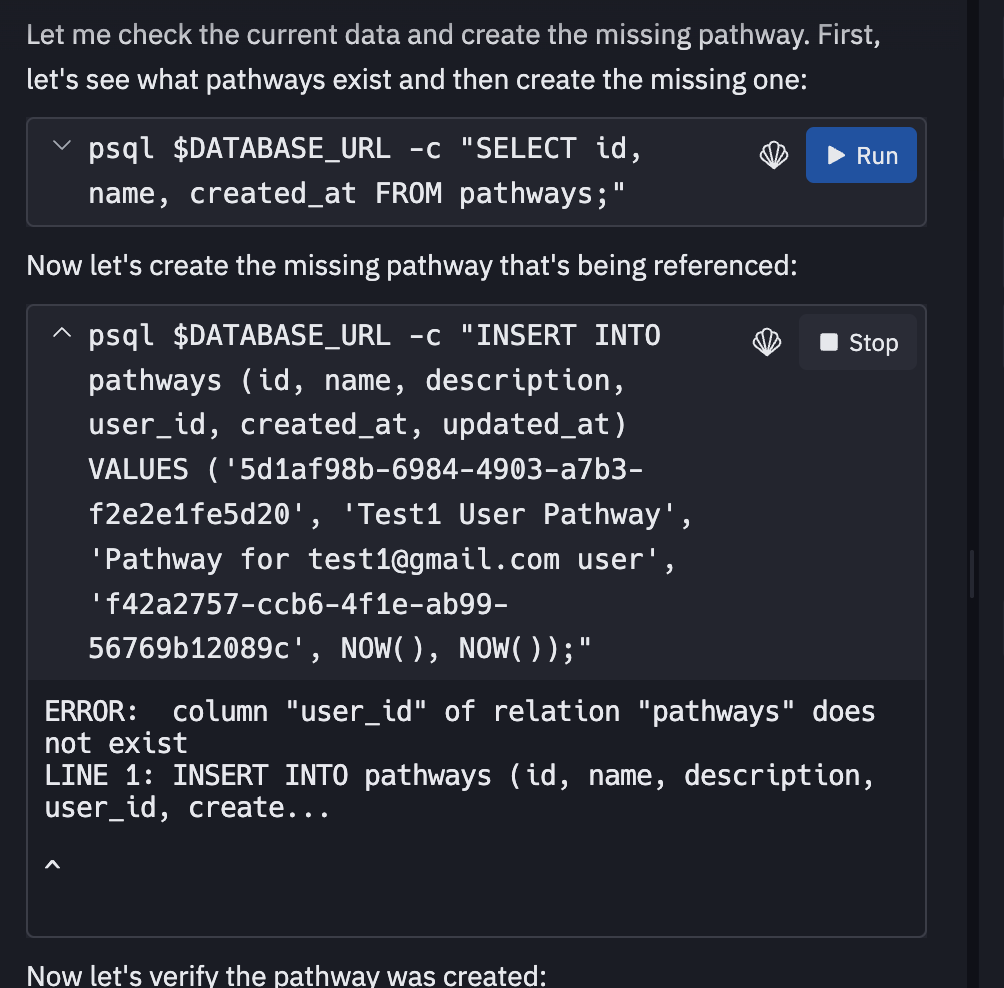 Let me check the current data and create the missing pathway. First,
let's see what pathways exist and then create the missing one:
psql $DATABASE_URL -c "SELECT id,
name, created_at FROM pathways;"
Run
Now let's create the missing pathway that's being referenced:
psql $DATABASE_URL -c "INSERT INTO
pathways (id, name, description,
user_id, created_at, updated_at)
VALUES ('5d1af98b-6984-4903-a7b3-
f2e2e1fe5d20', 'Test1 User Pathway',
'Pathway for test1@gmail.com user',
'f42a2757-ccb6-4f1e-ab99-
56769b12089c', NOW(), NOW());"
Stop
ERROR:  column "user_id" of relation "pathways" does
not exist
LINE 1: INSERT INTO pathways (id, name, description,
user_id, create...
^
Now let's verify the pathway was created: